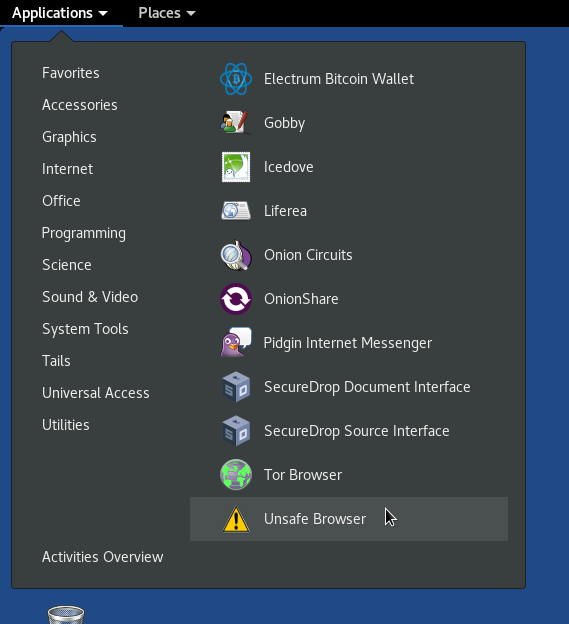 Applications Places
Favorites
Accessories
Graphics
Internet
Office
Programming
Science
Sound & Video
System Tools
Tails
Universal Access
Utilities
Activities Overview
Electrum Bitcoin Wallet
Gobby
Icedove
Liferea
Onion Circuits
OnionShare
Pidgin Internet Messenger
SecureDrop Document Interface
SecureDrop Source Interface
Tor Browser
Unsafe Browser